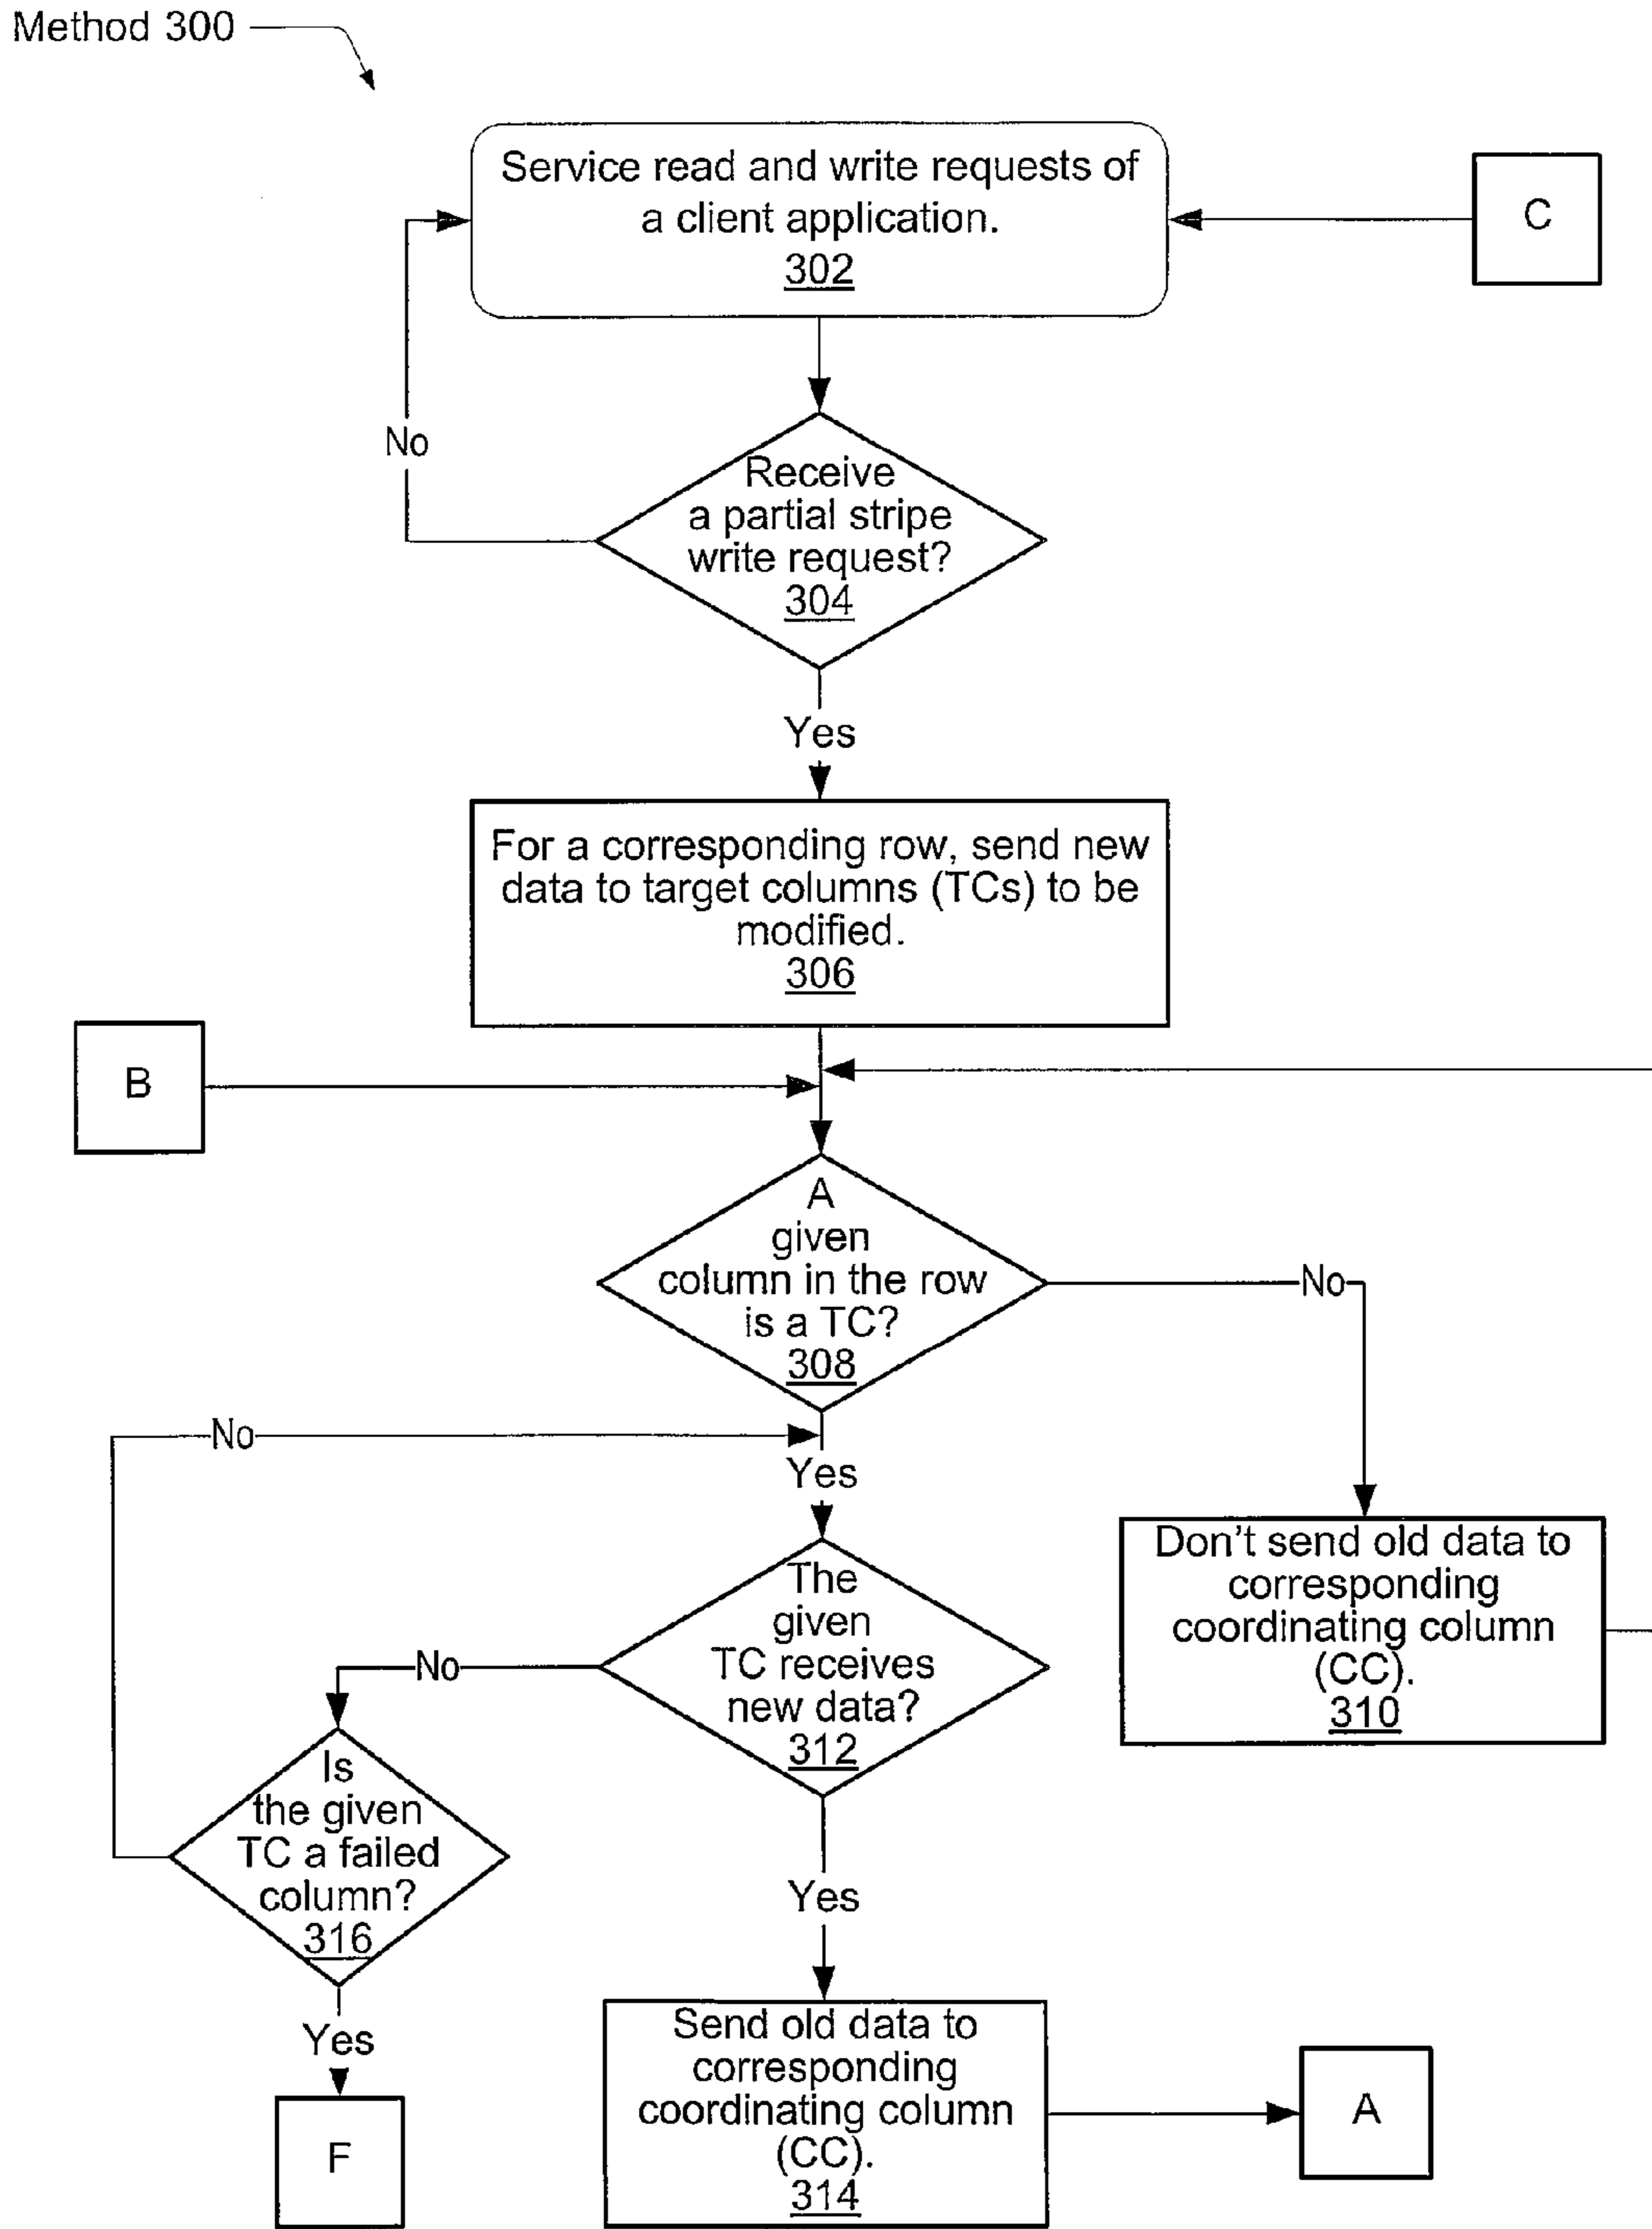 Method 300
Service read and write requests of
a client application.
302
C
No
Receive
a partial stripe
write request?
304
Yes
For a corresponding row, send new
data to target columns (TCs) to be
modified.
306
B
A
given
column in the row
is a TC?
308
No
No
Yes
Don't send old data to
corresponding
coordinating column
(CC).
310
The
given
TC receives
new data?
312
No
Is
the given
TC a failed
column?
316
Yes
Yes
Send old data to
corresponding
coordinating column
(CC).
314
A
F